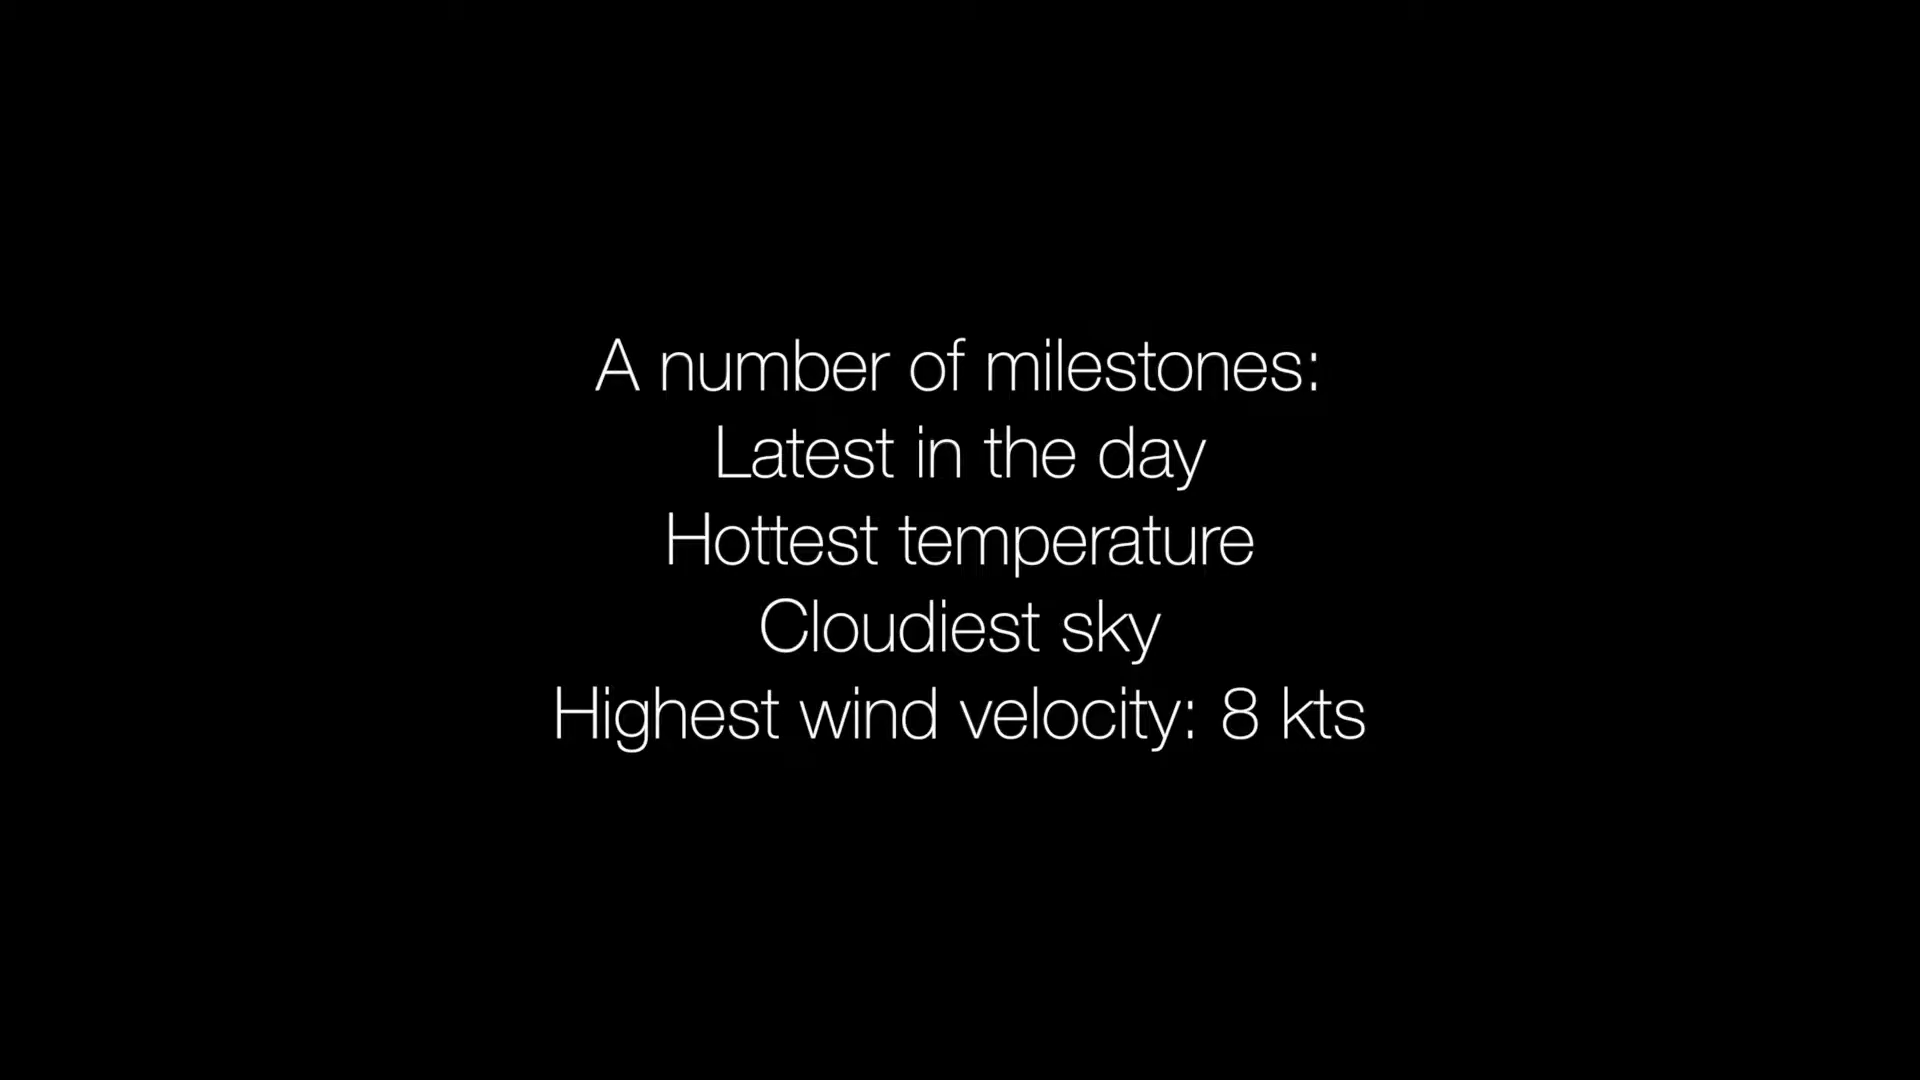 A number of milestones:
Latest in the day
Hottest temperature
Cloudiest sky
Highest wind velocity: 8 kts